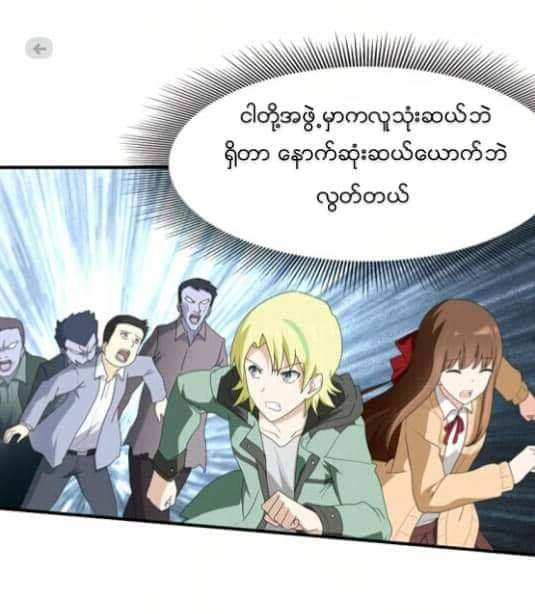 ငါတို့အဖွဲ့မှာကလူသုံးဆယ်ဘဲ
ရှိတာ နောက်ဆုံးဆယ်ယောက်ဘဲ
လွတ်တယ်